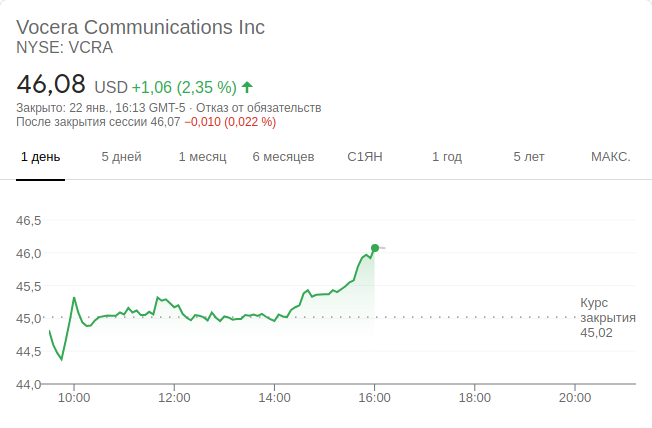 Vocera Communications Inc
NYSE: VCRA
46,08 USD +1,06 (2,35 %)
Закрыто: 22 янв., 16:13 GMT-5 · Отказ от обязательств
После закрытия сессии 46,07 −0,010 (0,022 %)
1 день 5 дней 1 месяц 6 месяцев С1ЯН 1 год 5 лет МАКС.
46,5
46,0
45,5
45,0
44,5
44,0
Курс
закрытия
45,02
10:00 12:00 14:00 16:00 18:00 20:00